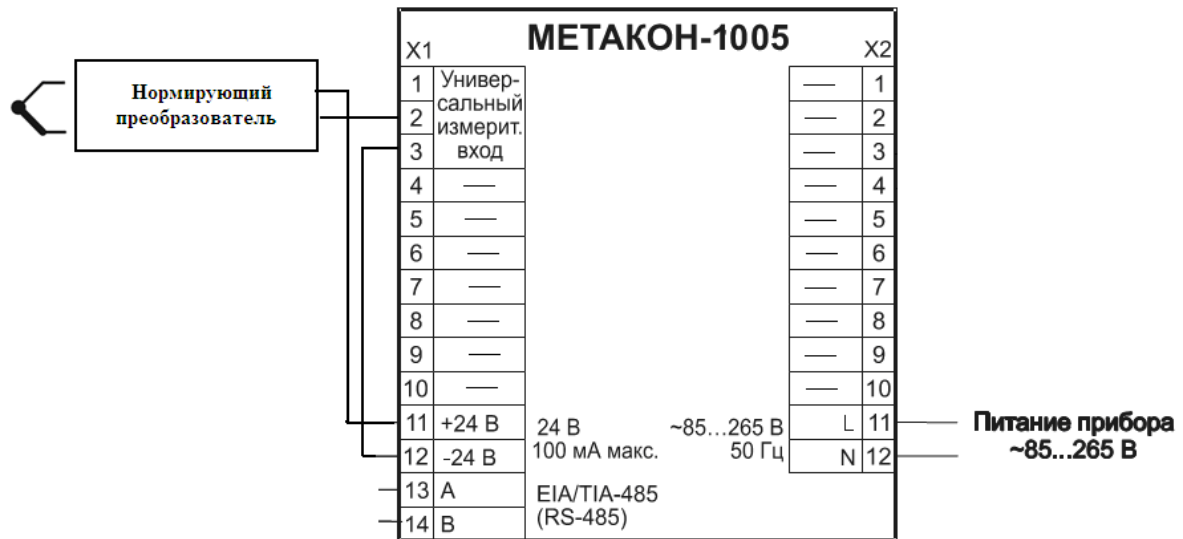 МЕТАКОН-1005
X1
X2
Нормирующий
преобразователь
1
2
3
4
5
6
7
8
9
10
11
12
13
14
Универ-
сальный
измерит.
вход
+24 В
-24 В
A
B
24 В
100 мА макс.
EIA/TIA-485
(RS-485)
~85...265 В
50 Гц
L
N
1
2
3
4
5
6
7
8
9
10
11
12
Питание прибора
~85...265 В